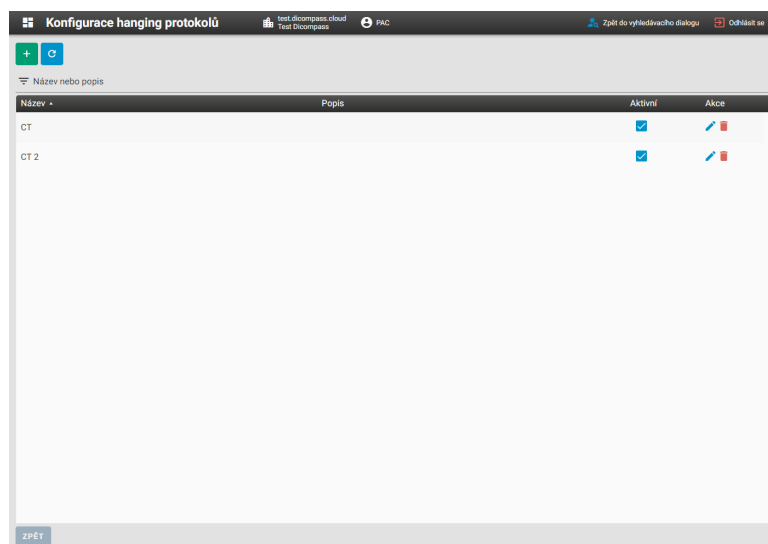 Konfigurace hanging protokolů
test.dicompass.cloud
Test Dicompass
PAC
Zpět do vyhledávacího dialogu
Odhlásit se
Název nebo popis
Název Popis Aktivní Akce
CT
CT 2
ZPĚT